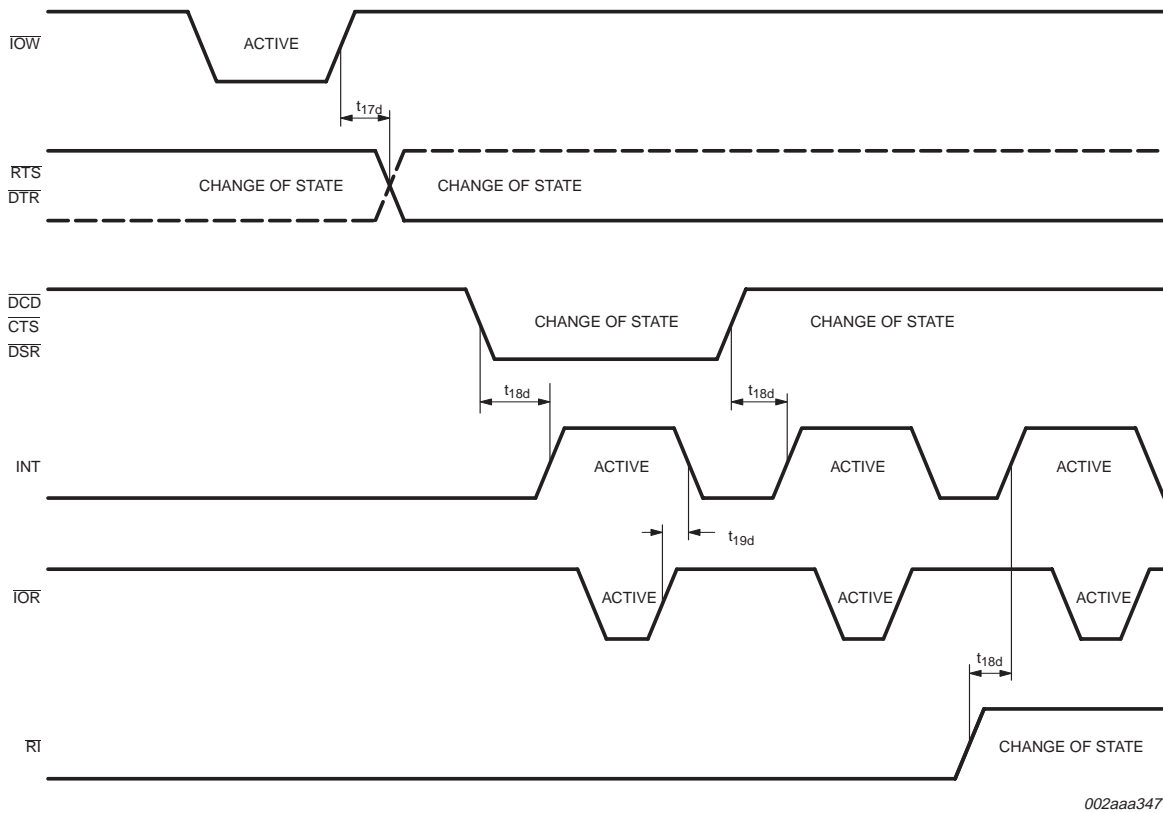 IOW
ACTIVE
t17d
RTS
DTR
CHANGE OF STATE
CHANGE OF STATE
DCD
CTS
DSR
CHANGE OF STATE
CHANGE OF STATE
t18d
t18d
INT
ACTIVE
ACTIVE
ACTIVE
t19d
IOR
ACTIVE
ACTIVE
ACTIVE
t18d
RI
CHANGE OF STATE
002aaa347